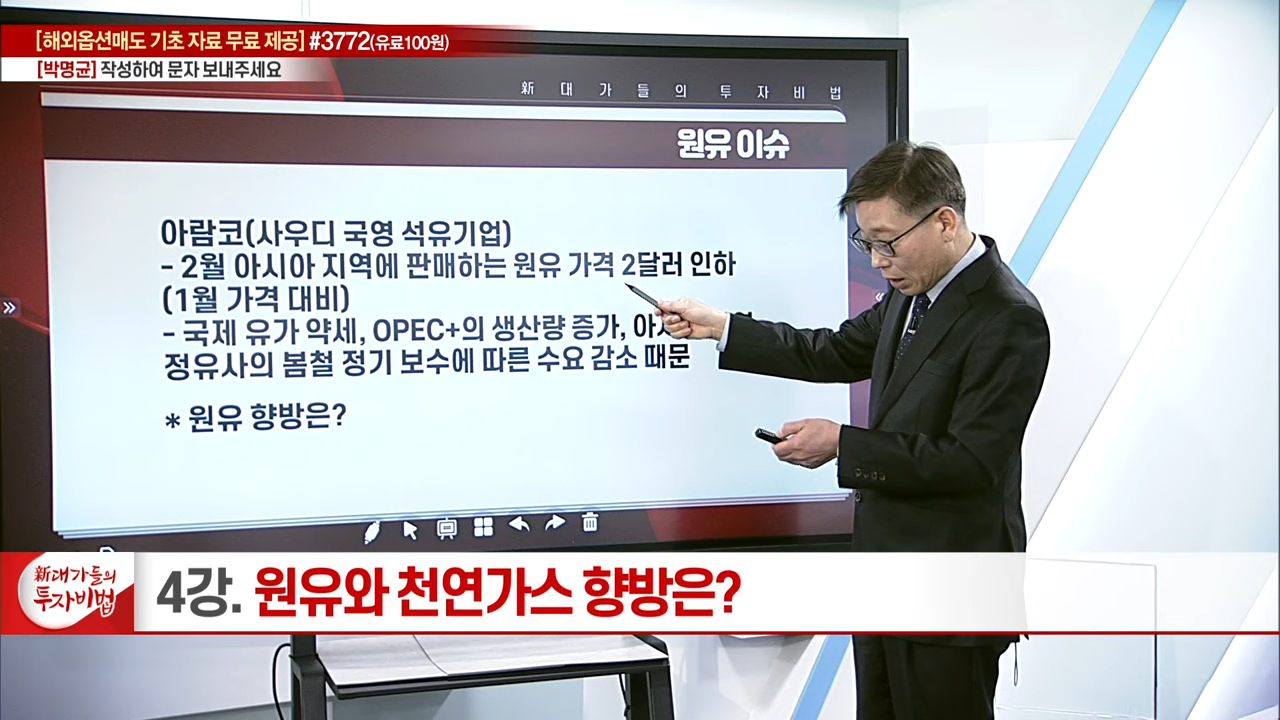 [해외옵션매도 기초 자료 무료 제공] #3772(유료100원)
[박명균] 작성하여 문자 보내주세요
新 대 가 들 의 투 자 비 법
원유 이슈
아람코(사우디 국영 석유기업)
- 2월 아시아 지역에 판매하는 원유 가격 2달러 인하
(1월 가격 대비)
- 국제 유가 약세, OPEC+의 생산량 증가,
정유사의 봄철 정기 보수에 따른 수요 감소 때문
* 원유 향방은?
新대가들의
투자비법
4강. 원유와 천연가스 향방은?